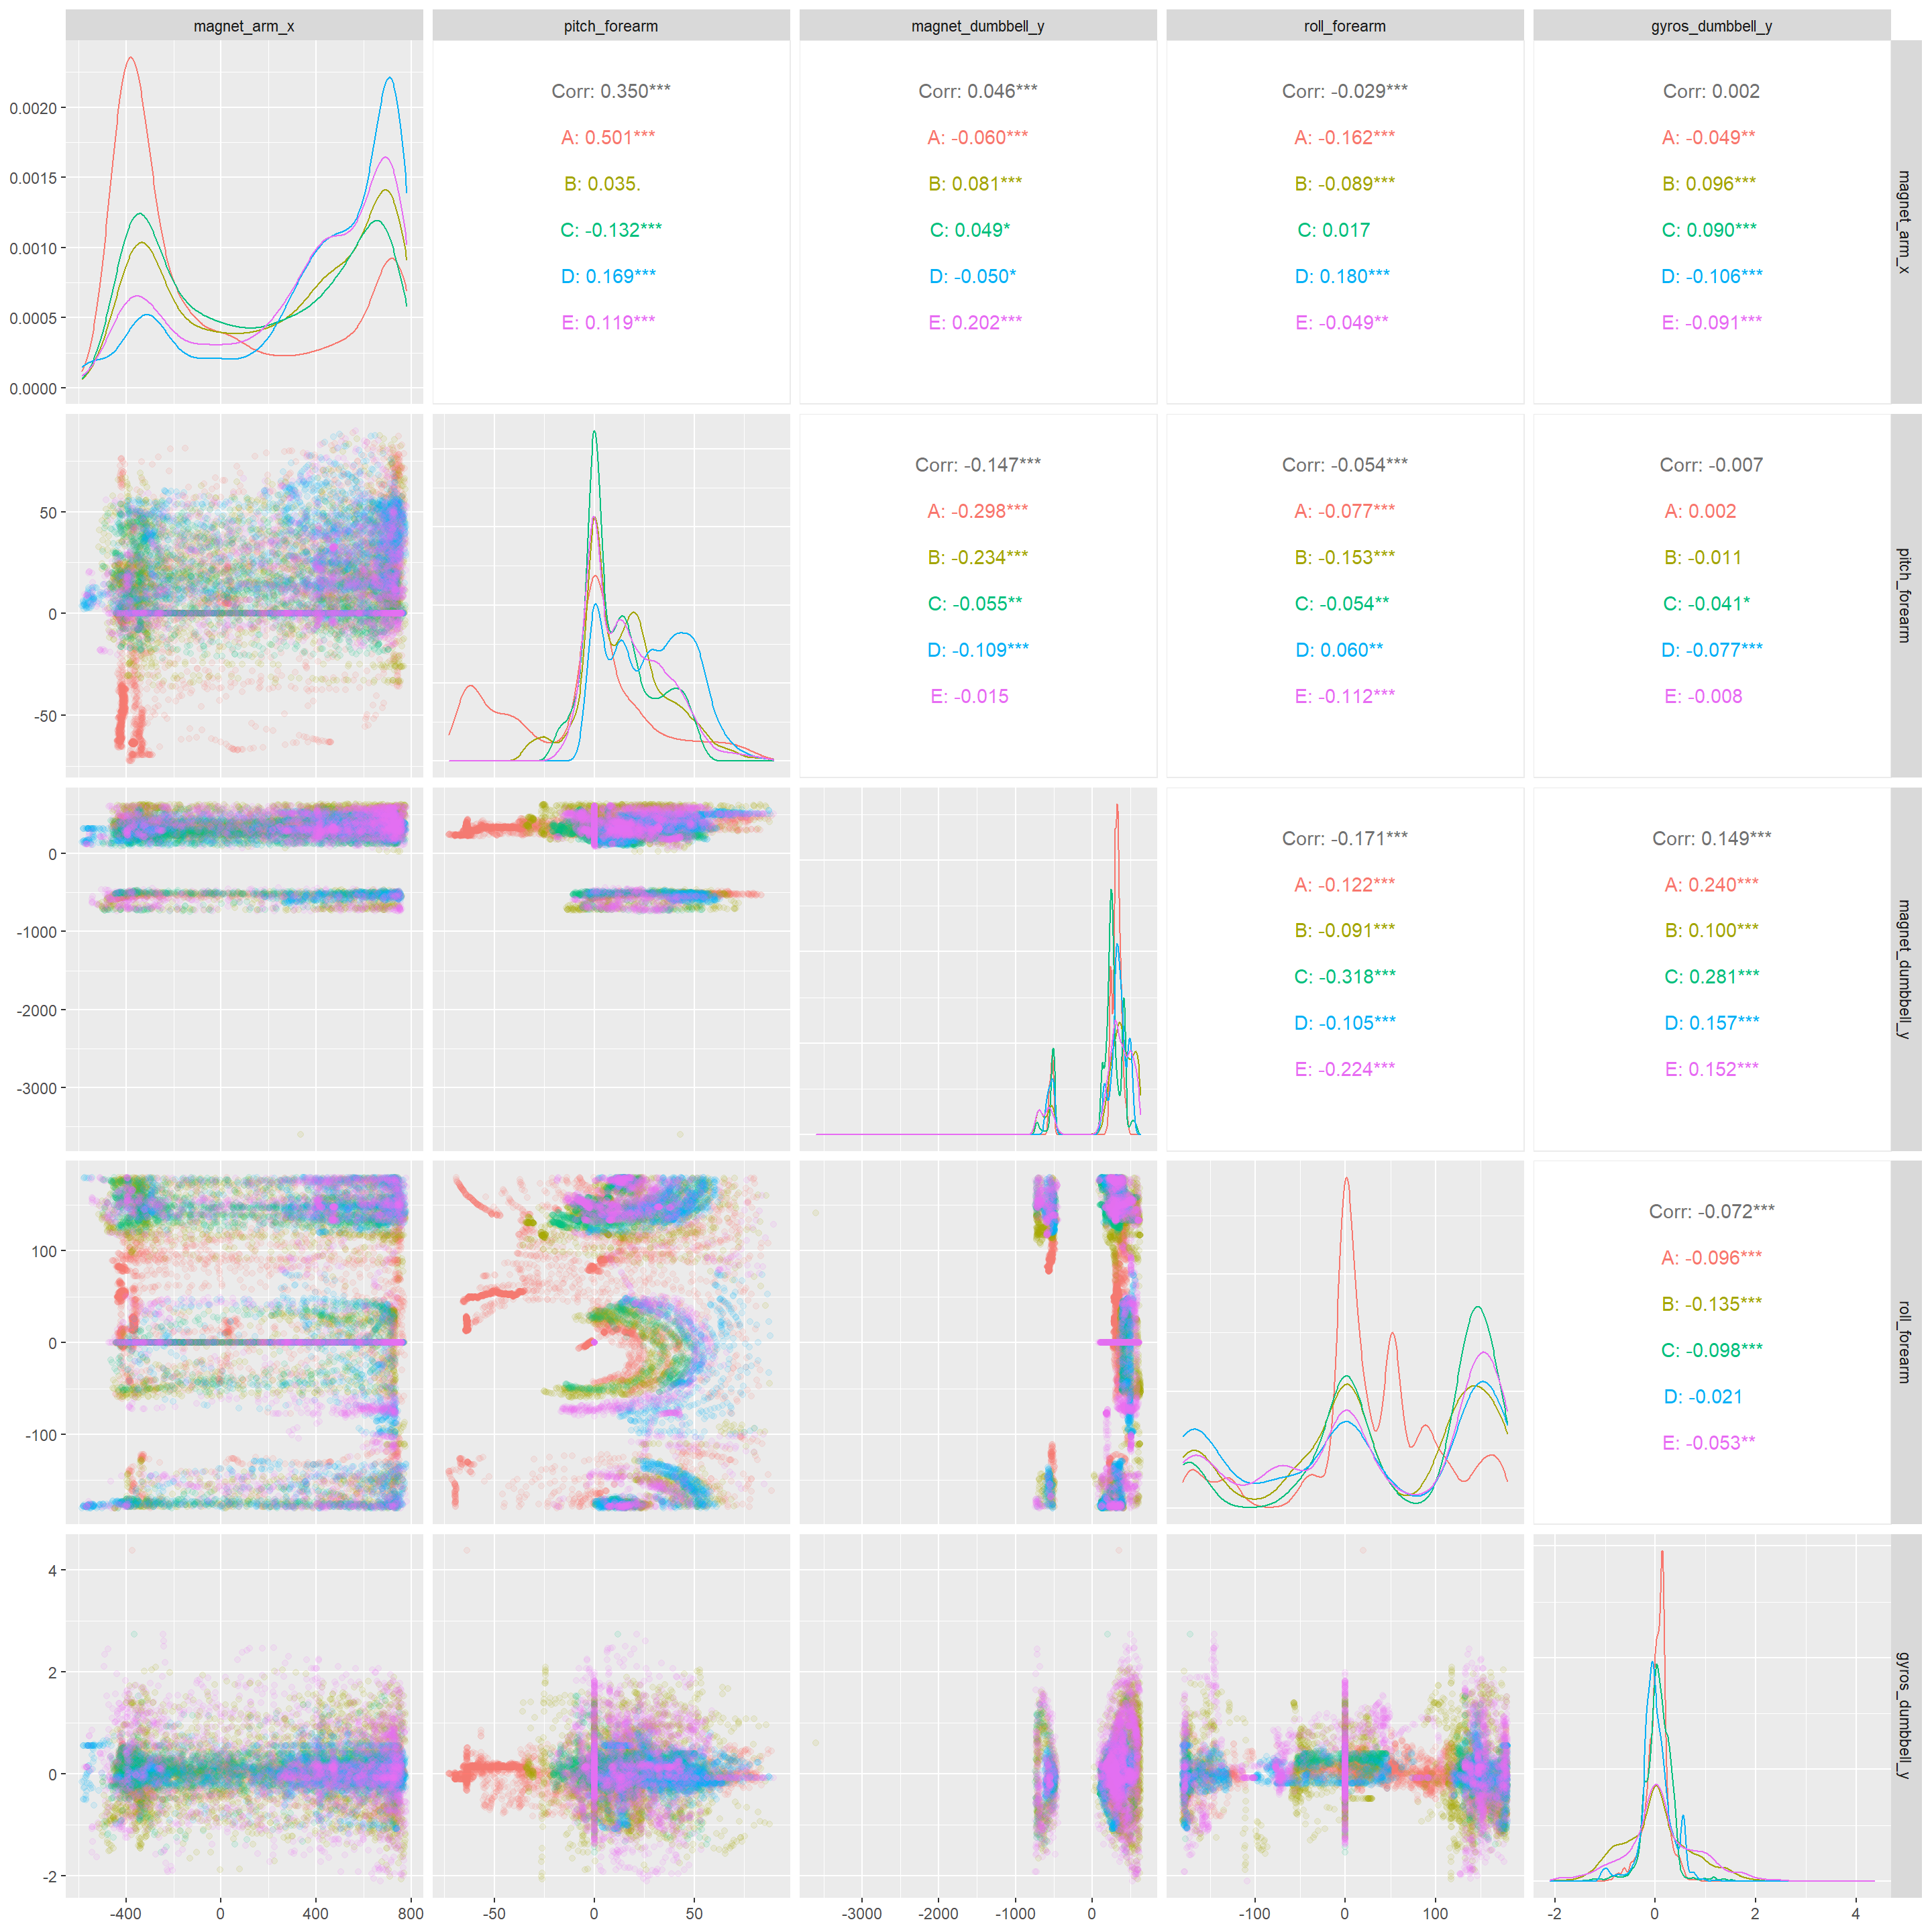 magnet_arm_x
pitch_forearm
magnet_dumbbell_y
roll_forearm
gyros_dumbbell_y
0.0020
0.0015
0.0010
0.0005
0.0000
Corr: 0.350***
A: 0.501***
B: 0.035.
C: -0.132***
D: 0.169***
E: 0.119***
Corr: 0.046***
A: -0.060***
B: 0.081***
C: 0.049*
D: -0.050*
E: 0.202***
Corr: -0.029***
A: -0.162***
B: -0.089***
C: 0.017
D: 0.180***
E: -0.049**
Corr: 0.002
A: -0.049**
B: 0.096***
C: 0.090***
D: -0.106***
E: -0.091***
magnet_arm_x
50
0
-50
Corr: -0.147***
A: -0.298***
B: -0.234***
C: -0.055**
D: -0.109***
E: -0.015
Corr: -0.054***
A: -0.077***
B: -0.153***
C: -0.054**
D: 0.060**
E: -0.112***
Corr: -0.007
A: 0.002
B: -0.011
C: -0.041*
D: -0.077***
E: -0.008
pitch_forearm
0
-1000
-2000
-3000
Corr: -0.171***
A: -0.122***
B: -0.091***
C: -0.318***
D: -0.105***
E: -0.224***
Corr: 0.149***
A: 0.240***
B: 0.100***
C: 0.281***
D: 0.157***
E: 0.152***
magnet_dumbbell_y
100
0
-100
Corr: -0.072***
A: -0.096***
B: -0.135***
C: -0.098***
D: -0.021
E: -0.053**
roll_forearm
4
2
0
-2
gyros_dumbbell_y
-400
0
400
800
-50
0
50
-3000
-2000
-1000
0
-100
0
100
-2
0
2
4